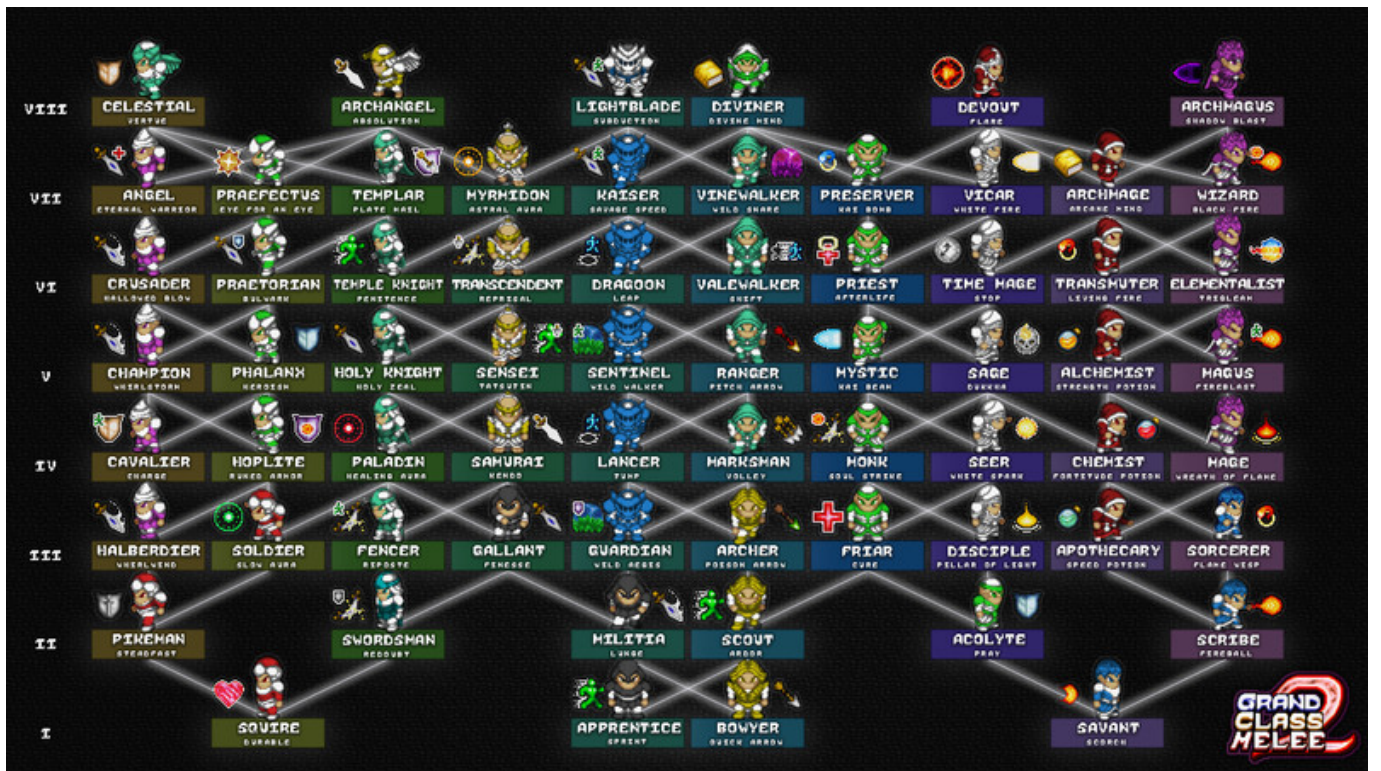 VIII
CELESTIAL
VIRTUE
ARCHANGEL
ABSOLUTION
LIGHTBLADE
SUBDUCTION
DIVINER
DIVINE MIND
DEVOUT
FLARE
ARCHMAGUS
SHADOW BLAST
VII
ANGEL
ETERNAL WARRIOR
PRAEFECTUS
EYE FOR AN EYE
TEMPLAR
PLATE MAIL
MYRMIDON
ASTRAL AURA
KAISER
SAVAGE SPEED
VINEWALKER
WILD SNARE
PRESERVER
KAI BOMB
VICAR
WHITE FIRE
ARCHMAGE
ARCANE MIND
WIZARD
BLACK FIRE
VI
CRUSADER
HALLOWED BLOW
PRAETORIAN
BULWARK
TEMPLE KNIGHT
PENITENCE
TRANSCENDENT
REPRISAL
DRAGOON
LEAP
VALEWALKER
SHIFT
PRIEST
AFTERLIFE
TIME MAGE
STOP
TRANSMUTER
LIVING FIRE
ELEMENTALIST
TRIGLEAM
V
CHAMPION
WHIRLSTORM
PHALANX
HEROISM
HOLY KNIGHT
HOLY ZEAL
SENSEI
TATSUJIN
SENTINEL
WILD WALKER
RANGER
PITCH ARROW
MYSTIC
KAI BEAM
SAGE
DUKKHA
ALCHEMIST
STRENGTH POTION
MAGUS
FIREBLAST
IV
CAVALIER
CHARGE
HOPLITE
RUNED ARMOR
PALADIN
HEALING AURA
SAMURAI
KENDO
LANCER
JUMP
MARKSMAN
VOLLEY
MONK
SOUL STRIKE
SEER
WHITE SPARK
CHEMIST
FORTITUDE POTION
MAGE
WREATH OF FLAME
III
HALBERDIER
WHIRLWIND
SOLDIER
SLOW AURA
FENCER
RIPOSTE
GALLANT
FINESSE
GUARDIAN
WILD AEGIS
ARCHER
POISON ARROW
FRIAR
CURE
DISCIPLE
PILLAR OF LIGHT
APOTHECARY
SPEED POTION
SORCERER
FLAME WISP
II
PIKEMAN
STEADFAST
SWORDSMAN
REDOUBT
MILITIA
LUNGE
SCOUT
ARDOR
ACOLYTE
PRAY
SCRIBE
FIREBALL
I
SQUIRE
DURABLE
APPRENTICE
SPRINT
BOWYER
QUICK ARROW
SAVANT
SCORCH
GRAND
CLASS
MELEE 2